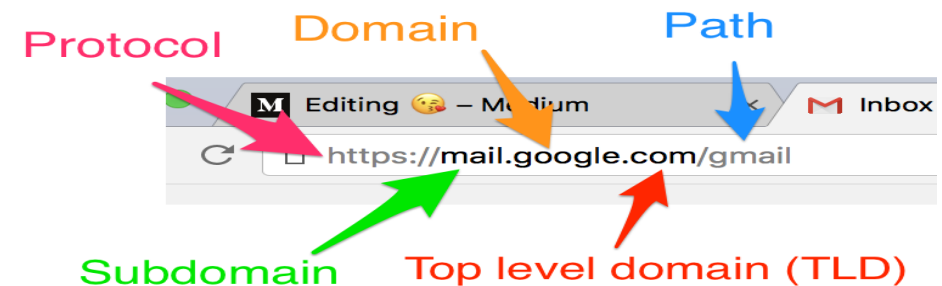 Protocol Domain Path
M Editing 😘 – Medium × M Inbox
https://mail.google.com/gmail
Subdomain Top level domain (TLD)